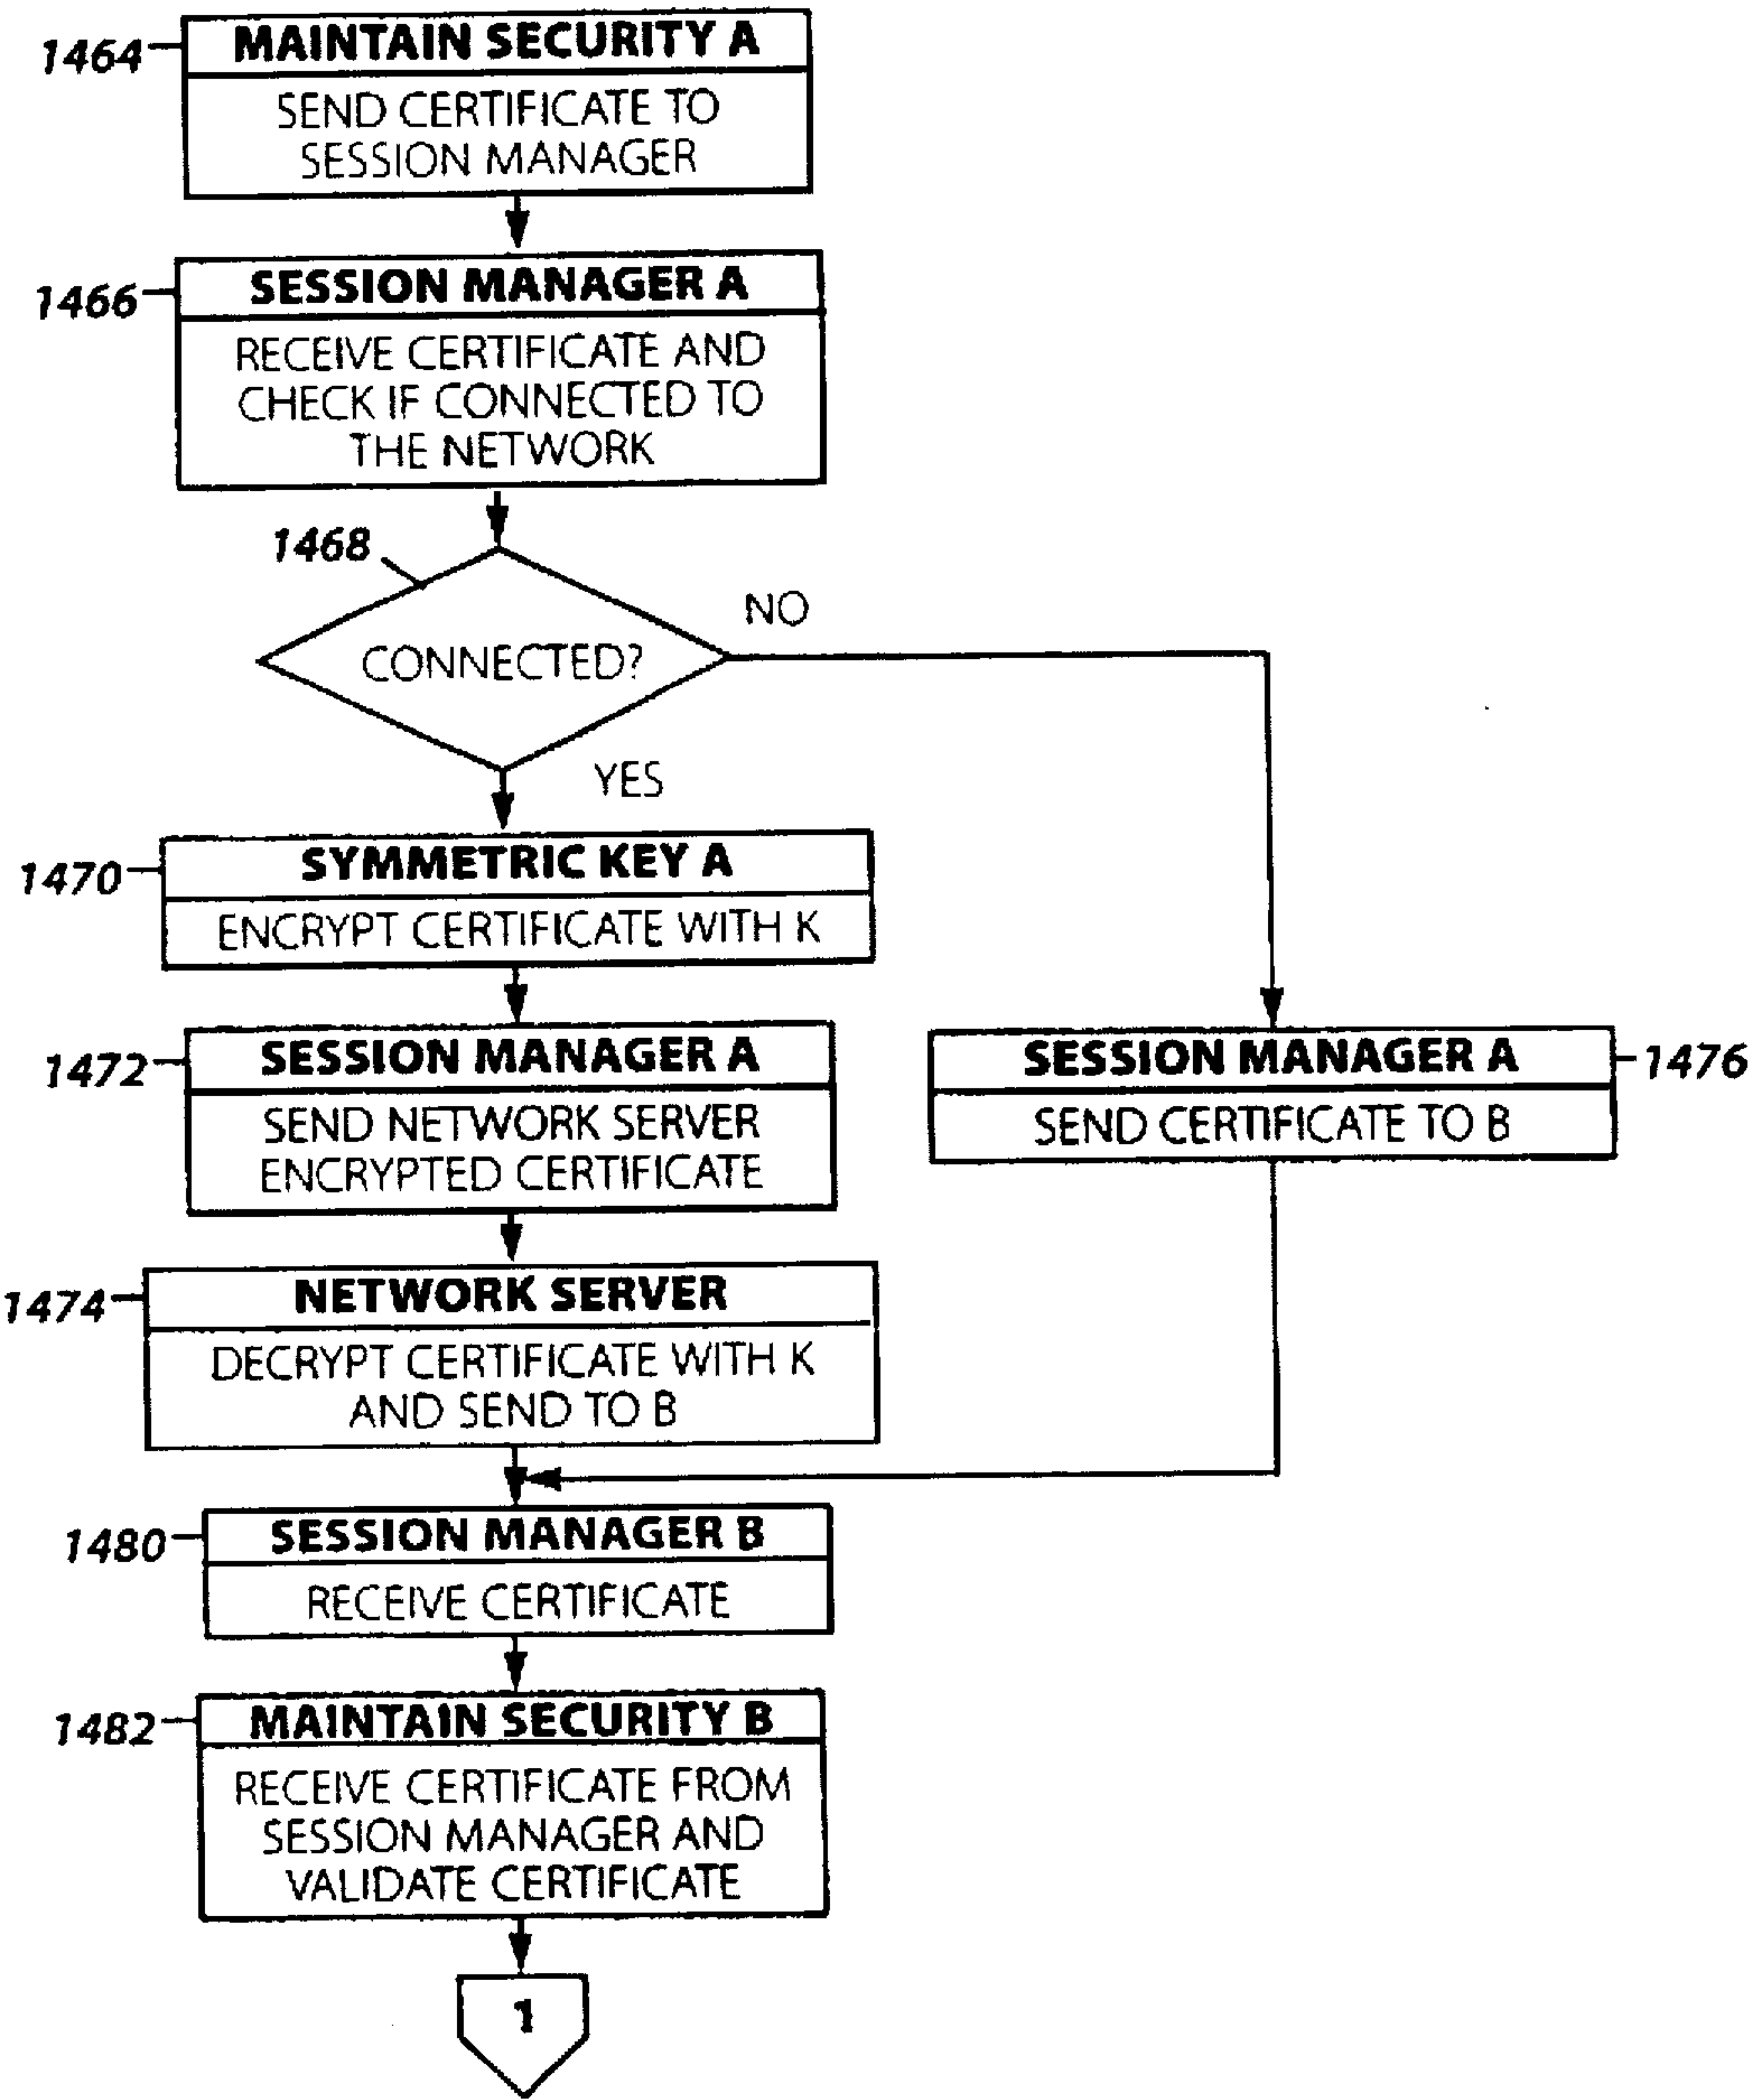 1464
MAINTAIN SECURITY A
SEND CERTIFICATE TO
SESSION MANAGER
1466
SESSION MANAGER A
RECEIVE CERTIFICATE AND
CHECK IF CONNECTED TO
THE NETWORK
1468
CONNECTED?
NO
YES
1470
SYMMETRIC KEY A
ENCRYPT CERTIFICATE WITH K
1472
SESSION MANAGER A
SEND NETWORK SERVER
ENCRYPTED CERTIFICATE
SESSION MANAGER A
1476
SEND CERTIFICATE TO B
1474
NETWORK SERVER
DECRYPT CERTIFICATE WITH K
AND SEND TO B
1480
SESSION MANAGER B
RECEIVE CERTIFICATE
1482
MAINTAIN SECURITY B
RECEIVE CERTIFICATE FROM
SESSION MANAGER AND
VALIDATE CERTIFICATE
1